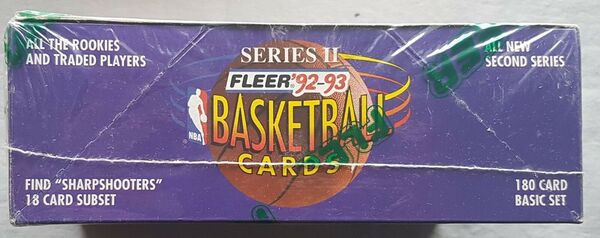 SERIES II
ALL THE ROOKIES
AND TRADED PLAYERS
ALL NEW
SECOND SERIES
FLEER '92-93
NBA
BASKETBALL
CARDS
FIND "SHARPSHOOTERS"
18 CARD SUBSET
180 CARD
BASIC SET